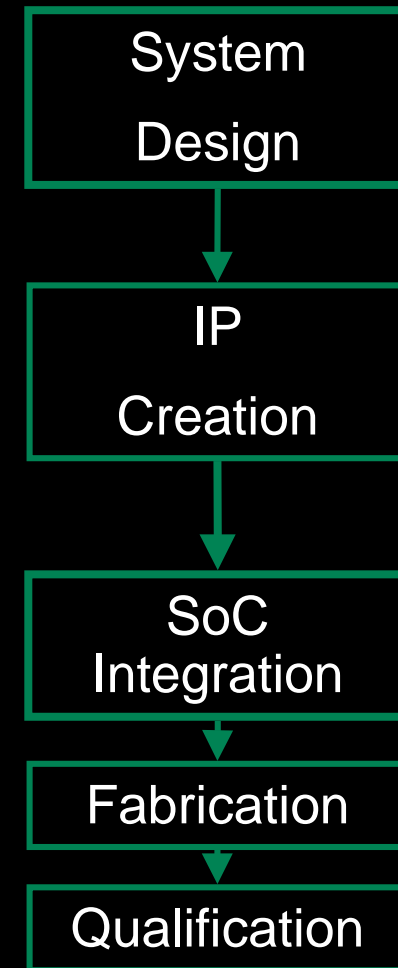 System
Design
IP
Creation
SoC
Integration
Fabrication
Qualification